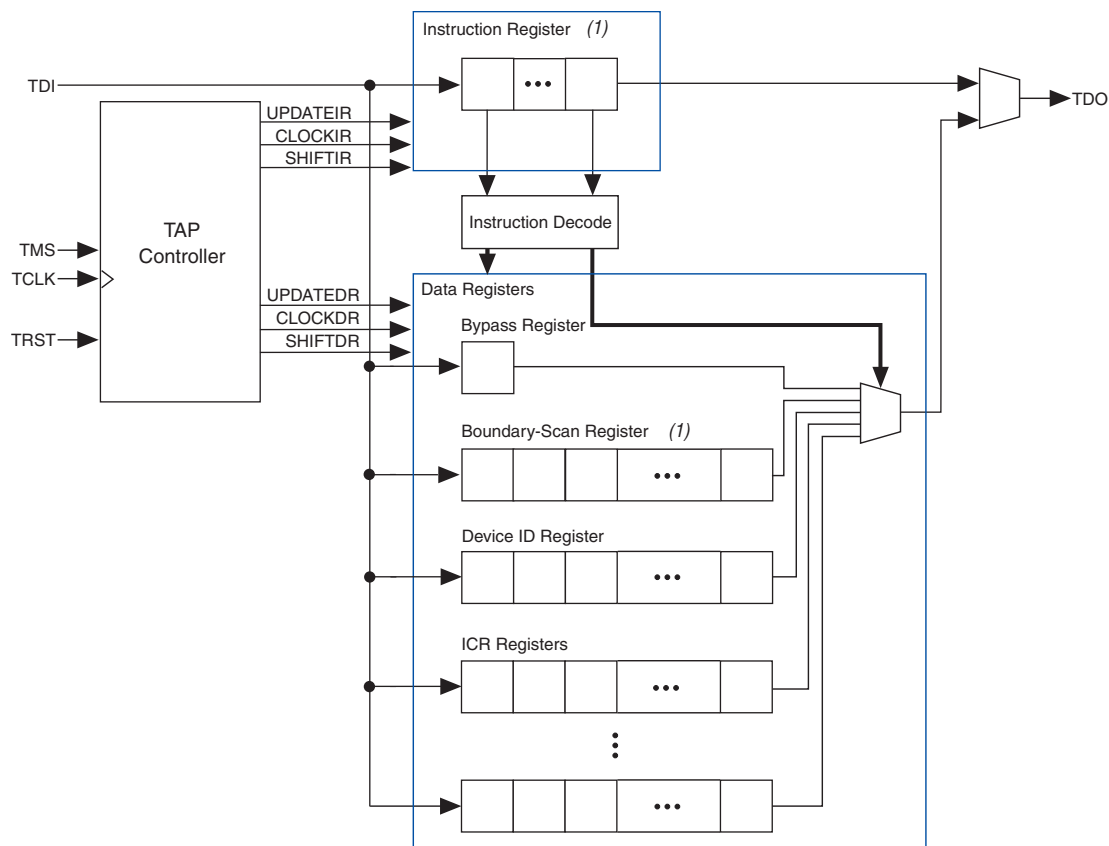 Instruction Register (1)
TDI
TDO
UPDATEIR
CLOCKIR
SHIFTIR
TAP
Controller
Instruction Decode
TMS
TCLK
TRST
Data Registers
UPDATEDR
CLOCKDR
SHIFTDR
Bypass Register
Boundary-Scan Register (1)
Device ID Register
ICR Registers